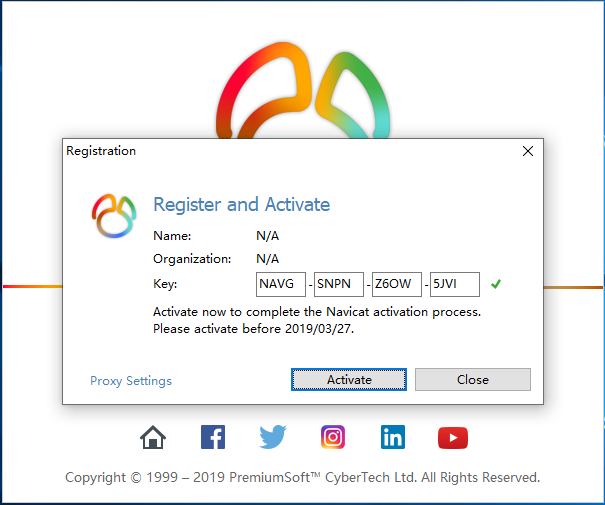 Registration
Register and Activate
Name: N/A
Organization: N/A
Key: NAVG - SNPN - Z6OW - 5JVI
Activate now to complete the Navicat activation process.
Please activate before 2019/03/27.
Proxy Settings Activate Close
Copyright © 1999 – 2019 PremiumSoft™ CyberTech Ltd. All Rights Reserved.